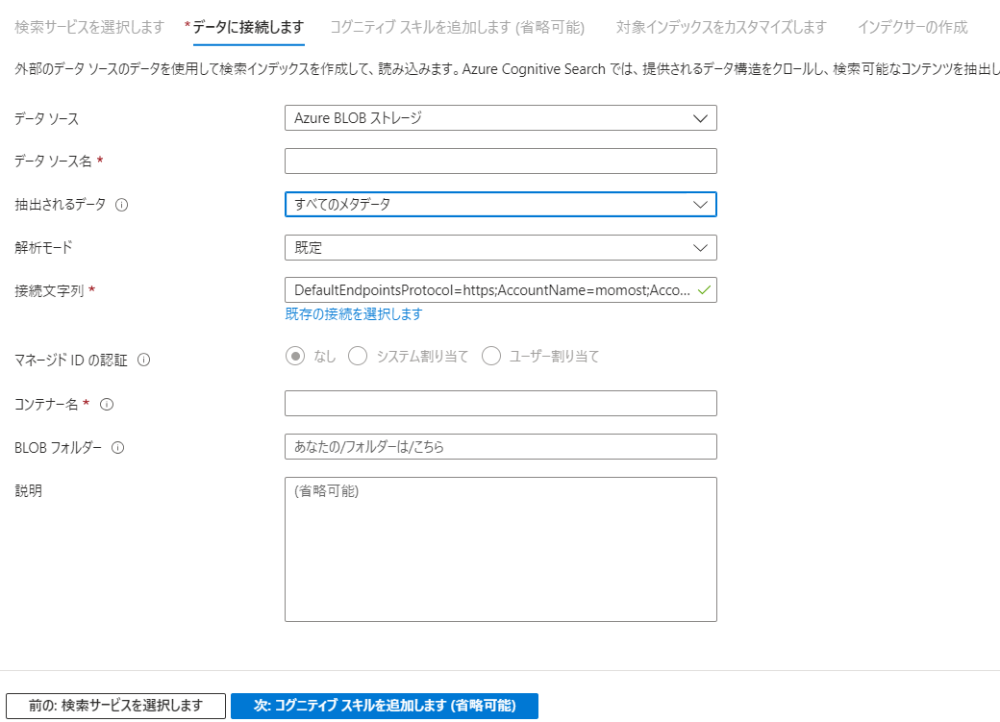 検索サービスを選択します *データに接続します コグニティブ スキルを追加します (省略可能) 対象インデックスをカスタマイズします インデクサーの作成
外部のデータ ソースのデータを使用して検索インデックスを作成して、読み込みます。Azure Cognitive Search では、提供されるデータ構造をクロールし、検索可能なコンテンツを抽出し
データ ソース Azure BLOB ストレージ
データ ソース名 *
抽出されるデータ すべてのメタデータ
解析モード 既定
接続文字列 * DefaultEndpointsProtocol=https;AccountName=momost;Acco...
既存の接続を選択します
マネージド ID の認証 なし システム割り当て ユーザー割り当て
コンテナー名 *
BLOB フォルダー あなたの/フォルダーは/こちら
説明 (省略可能)
前の: 検索サービスを選択します 次: コグニティブ スキルを追加します (省略可能)